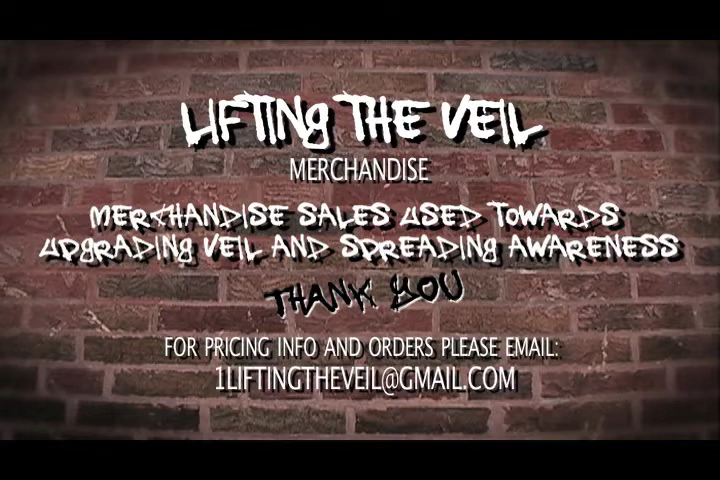 LIFTING THE VEIL
MERCHANDISE
MERCHANDISE SALES USED TOWARDS
UPGRADING VEIL AND SPREADING AWARENESS
THANK YOU
FOR PRICING INFO AND ORDERS PLEASE EMAIL:
1LIFTINGTHEVEIL@GMAIL.COM